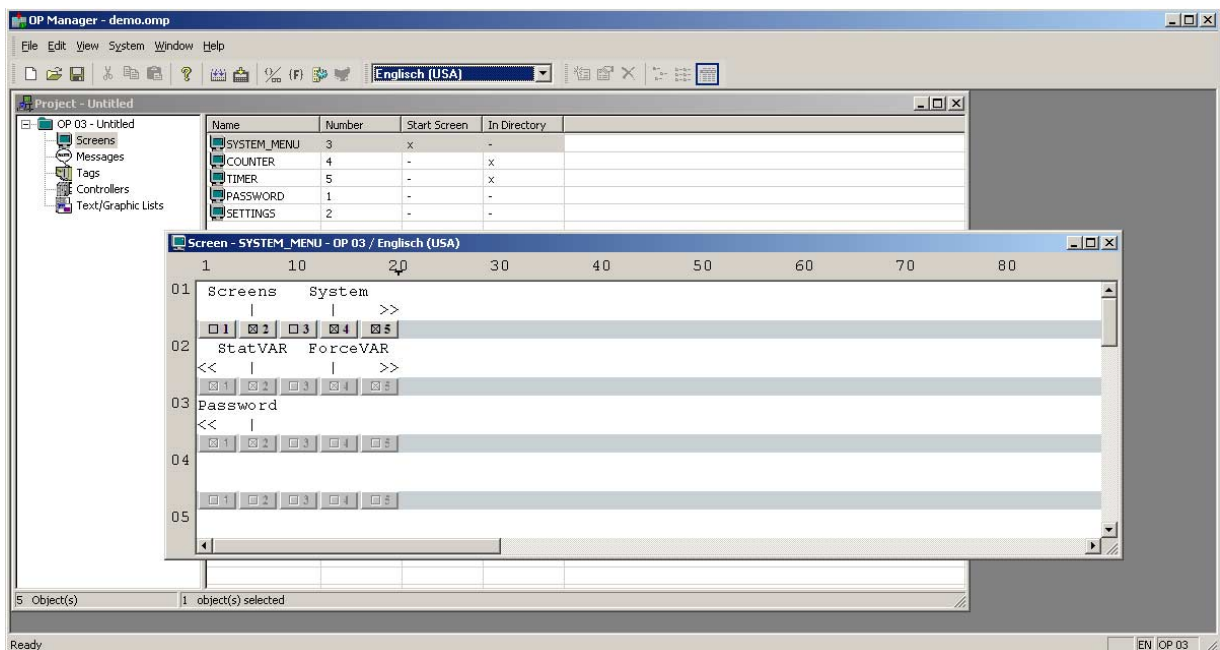 OP Manager - demo.omp
File Edit View System Window Help
Englisch (USA)
Project - Untitled
OP 03 - Untitled
Screens
Messages
Tags
Controllers
Text/Graphic Lists
Name Number Start Screen In Directory
SYSTEM_MENU 3 x -
COUNTER 4 - x
TIMER 5 - x
PASSWORD 1 - -
SETTINGS 2 - -
Screen - SYSTEM_MENU - OP 03 / Englisch (USA)
1 10 20 30 40 50 60 70 80
01 Screens System
| | >>
1 2 3 4 5
02 StatVAR ForceVAR
<< | | >>
1 2 3 4 5
03 Password
<< |
1 2 3 4 5
04
1 2 3 4 5
05
5 Object(s) 1 object(s) selected
Ready EN OP 03